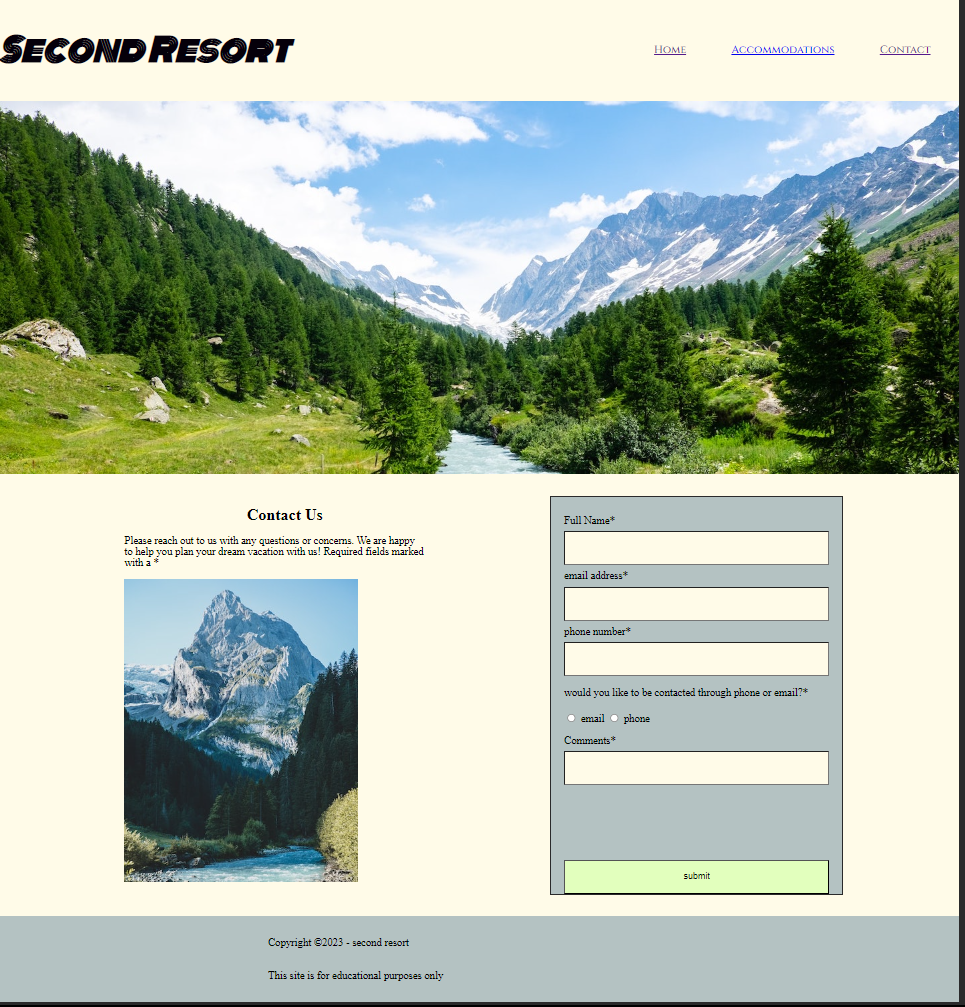 Second Resort
Home
Accommodations
Contact
Contact Us
Please reach out to us with any questions or concerns. We are happy
to help you plan your dream vacation with us! Required fields marked
with a *
Full Name*
email address*
phone number*
would you like to be contacted through phone or email?*
email phone
Comments*
submit
Copyright ©2023 - second resort
This site is for educational purposes only